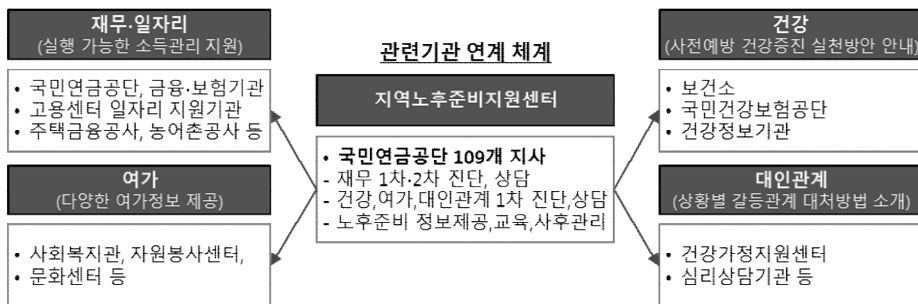 재무·일자리
(실행 가능한 소득관리 지원)
• 국민연금공단, 금융·보험기관
• 고용센터 일자리 지원기관
• 주택금융공사, 농어촌공사 등
여가
(다양한 여가정보 제공)
• 사회복지관, 자원봉사센터,
• 문화센터 등
관련기관 연계 체계
지역노후준비지원센터
• 국민연금공단 109개 지사
- 재무 1차·2차 진단, 상담
- 건강,여가,대인관계 1차 진단,상담
- 노후준비 정보제공,교육,사후관리
건강
(사전예방 건강증진 실천방안 안내)
• 보건소
• 국민건강보험공단
• 건강정보기관
대인관계
(상황별 갈등관계 대처방법 소개)
• 건강가정지원센터
• 심리상담기관 등